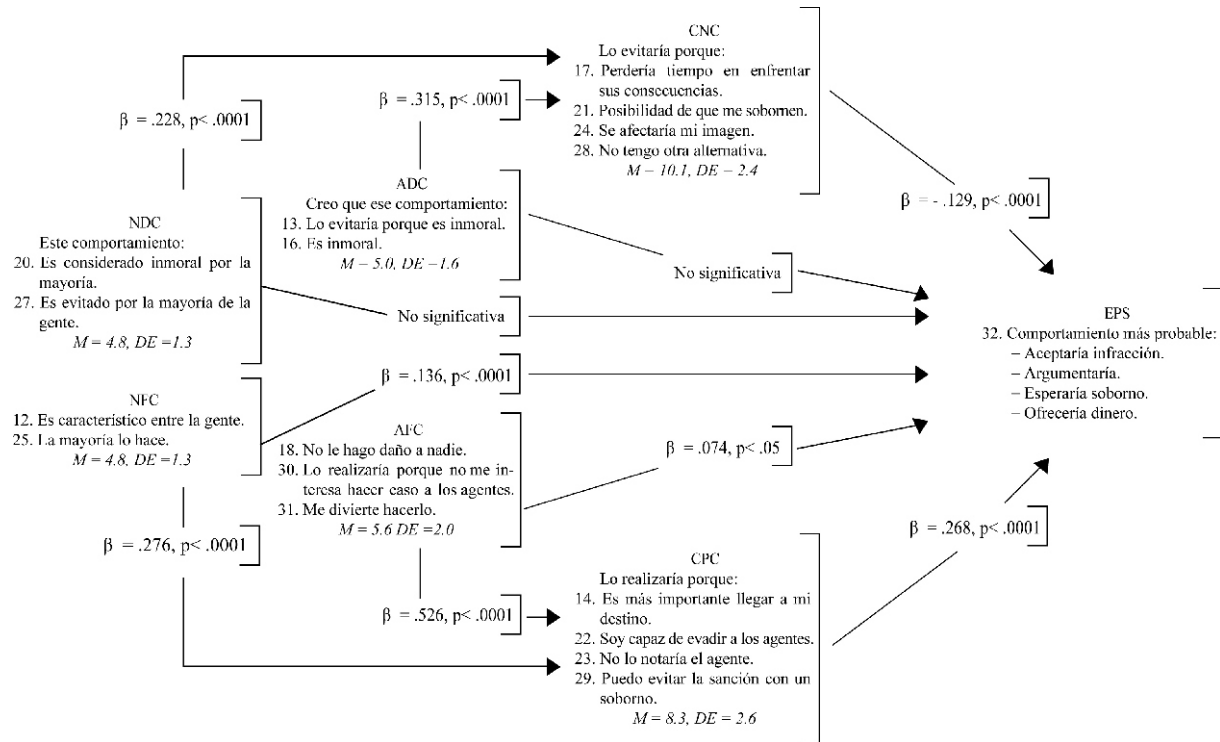 CNC
Lo evitaría porque:
17. Perdería tiempo en enfrentar
sus consecuencias.
21. Posibilidad de que me sobornen.
24. Se afectaría mi imagen.
28. No tengo otra alternativa.
M – 10.1, DE – 2.4
β = .228, p< .0001
β = .315, p< .0001
β = - .129, p< .0001
ADC
Creo que ese comportamiento:
13. Lo evitaría porque es inmoral.
16. Es inmoral.
M – 5.0, DE –1.6
NDC
Este comportamiento:
20. Es considerado inmoral por la
mayoría.
27. Es evitado por la mayoría de la
gente.
M = 4.8, DE =1.3
No significativa
No significativa
EPS
32. Comportamiento más probable:
– Aceptaría infracción.
– Argumentaría.
– Esperaría soborno.
– Ofrecería dinero.
NFC
12. Es característico entre la gente.
25. La mayoría lo hace.
M = 4.8, DE =1.3
β = .136, p< .0001
AFC
18. No le hago daño a nadie.
30. Lo realizaría porque no me in-
teresa hacer caso a los agentes.
31. Me divierte hacerlo.
M = 5.6 DE =2.0
β = .074, p< .05
β = .276, p< .0001
β = .526, p< .0001
β = .268, p< .0001
CPC
Lo realizaría porque:
14. Es más importante llegar a mi
destino.
22. Soy capaz de evadir a los agentes.
23. No lo notaría el agente.
29. Puedo evitar la sanción con un
soborno.
M = 8.3, DE = 2.6